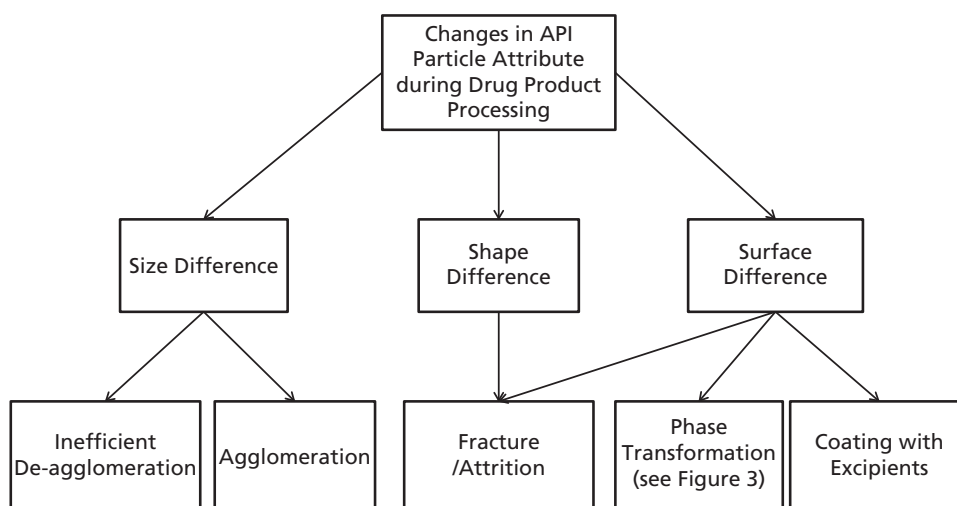 Changes in API
Particle Attribute
during Drug Product
Processing
Size Difference
Shape
Difference
Surface
Difference
Inefficient
De-agglomeration
Agglomeration
Fracture
/Attrition
Phase
Transformation
(see Figure 3)
Coating with
Excipients